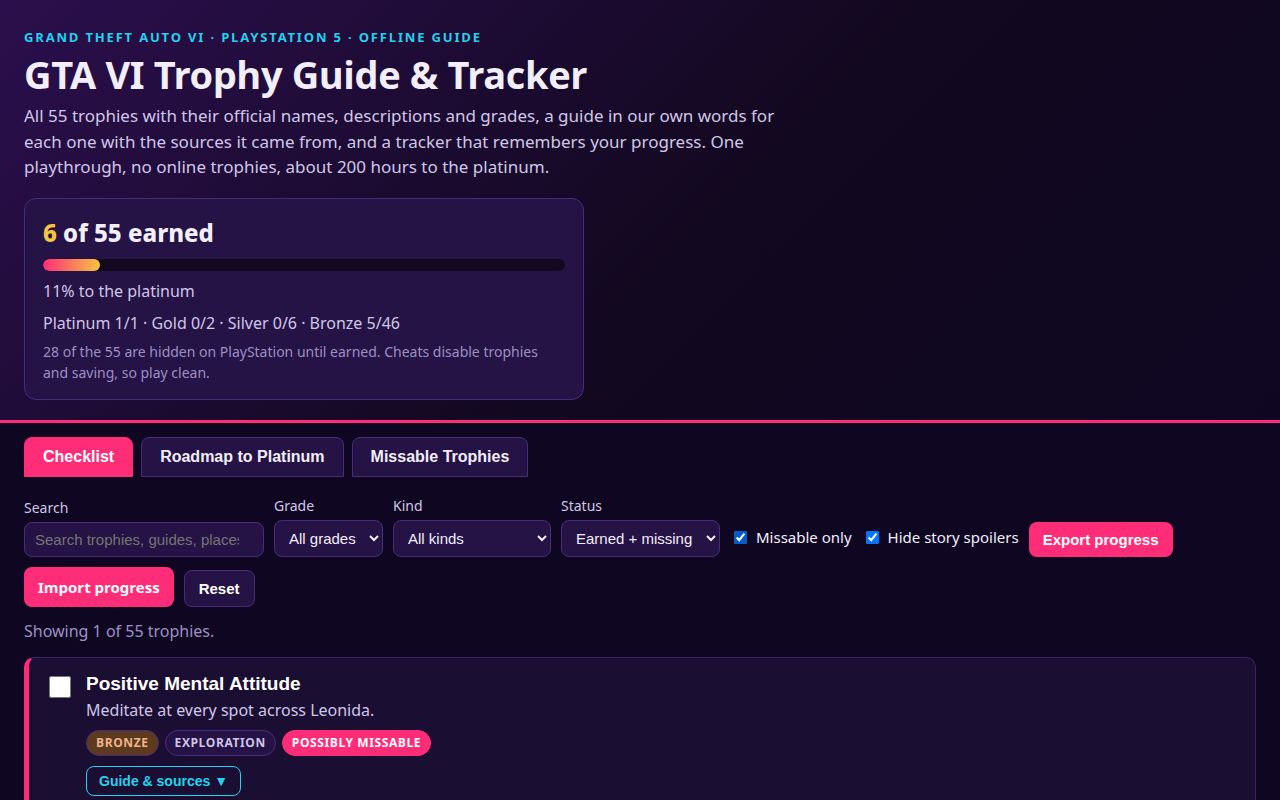 GRAND THEFT AUTO VI · PLAYSTATION 5 · OFFLINE GUIDE
GTA VI Trophy Guide & Tracker
All 55 trophies with their official names, descriptions and grades, a guide in our own words for
each one with the sources it came from, and a tracker that remembers your progress. One
playthrough, no online trophies, about 200 hours to the platinum.
6 of 55 earned
11% to the platinum
Platinum 1/1 · Gold 0/2 · Silver 0/6 · Bronze 5/46
28 of the 55 are hidden on PlayStation until earned. Cheats disable trophies
and saving, so play clean.
Checklist Roadmap to Platinum Missable Trophies
Search Grade Kind Status
Search trophies, guides, places All grades All kinds Earned + missing Missable only Hide story spoilers Export progress
Import progress Reset
Showing 1 of 55 trophies.
Positive Mental Attitude
Meditate at every spot across Leonida.
BRONZE EXPLORATION POSSIBLY MISSABLE
Guide & sources ▼